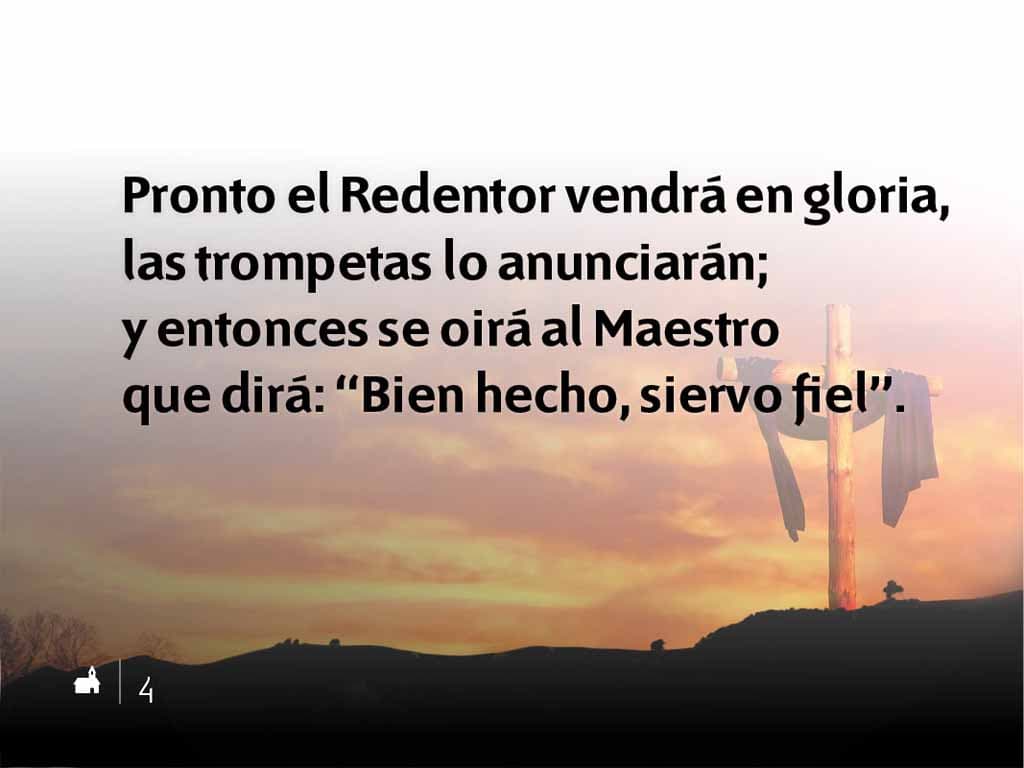 Pronto el Redentor vendrá en gloria,
las trompetas lo anunciarán;
y entonces se oirá al Maestro
que dirá: “Bien hecho, siervo fiel”.
4